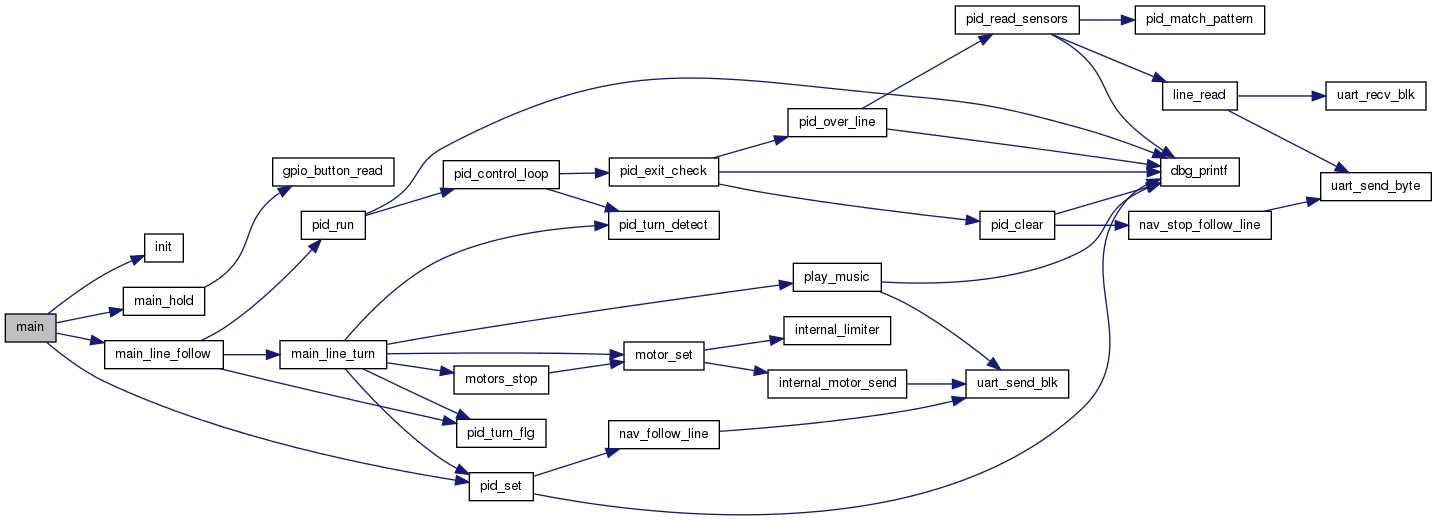 pid_read_sensors
pid_match_pattern
line_read
uart_recv_blk
pid_over_line
gpio_button_read
pid_control_loop
pid_exit_check
dbg_printf
uart_send_byte
pid_run
pid_turn_detect
pid_clear
nav_stop_follow_line
init
play_music
main_hold
main
internal_limiter
main_line_follow
main_line_turn
motor_set
motors_stop
internal_motor_send
uart_send_blk
pid_turn_flg
nav_follow_line
pid_set